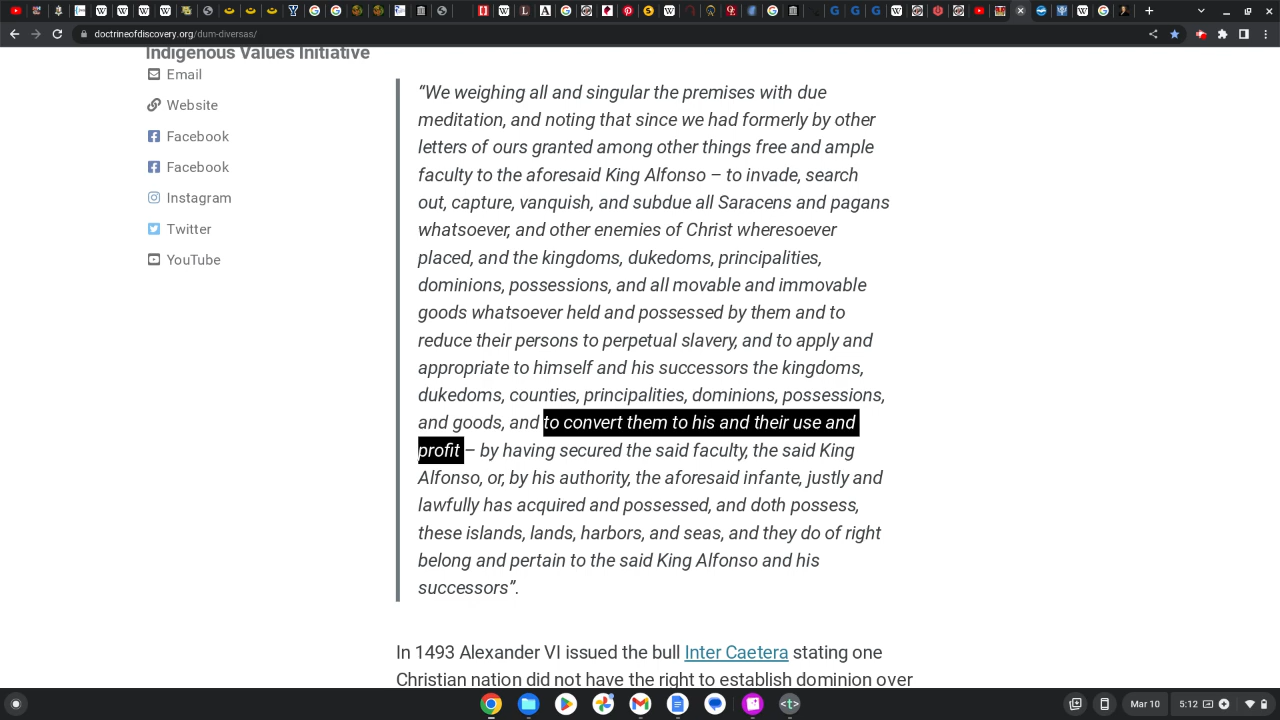 doctrineofdiscovery.org/dum-diversas/
Indigenous Values Initiative
Email
Website
Facebook
Facebook
Instagram
Twitter
YouTube
“We weighing all and singular the premises with due
meditation, and noting that since we had formerly by other
letters of ours granted among other things free and ample
faculty to the aforesaid King Alfonso – to invade, search
out, capture, vanquish, and subdue all Saracens and pagans
whatsoever, and other enemies of Christ wheresoever
placed, and the kingdoms, dukedoms, principalities,
dominions, possessions, and all movable and immovable
goods whatsoever held and possessed by them and to
reduce their persons to perpetual slavery, and to apply and
appropriate to himself and his successors the kingdoms,
dukedoms, counties, principalities, dominions, possessions,
and goods, and to convert them to his and their use and
profit – by having secured the said faculty, the said King
Alfonso, or, by his authority, the aforesaid infante, justly and
lawfully has acquired and possessed, and doth possess,
these islands, lands, harbors, and seas, and they do of right
belong and pertain to the said King Alfonso and his
successors”.
In 1493 Alexander VI issued the bull Inter Caetera stating one
Christian nation did not have the right to establish dominion over
Mar 10
5:12